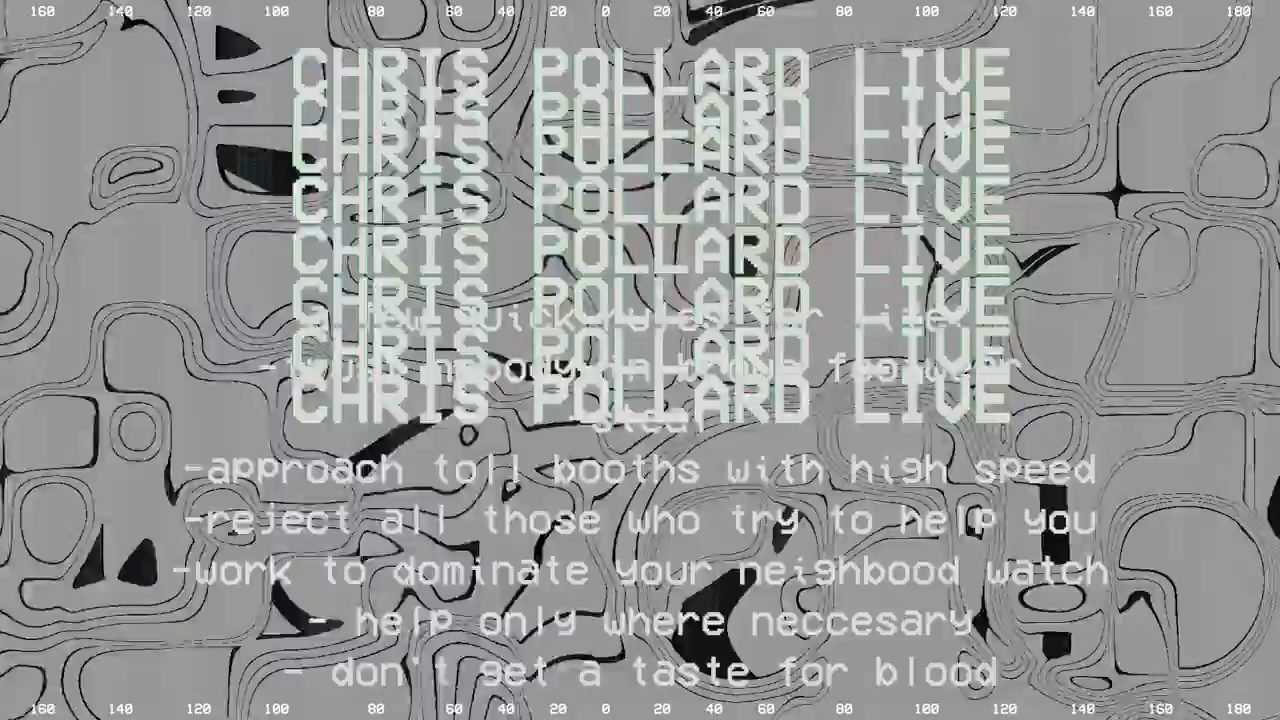 160 140 120 100 80 60 40 20 0 20 40 60 80 100 120 140 160 180
CHRIS POLLARD LIVE
CHRIS POLLARD LIVE
CHRIS POLLARD LIVE
CHRIS POLLARD LIVE
CHRIS POLLARD LIVE
CHRIS POLLARD LIVE
CHRIS POLLARD LIVE
CHRIS POLLARD LIVE
-approach toll booths with high speed
-reject all those who try to help you
-work to dominate your neighbood watch
- help only where neccesary
- don't get a taste for blood
160 140 120 100 80 60 40 20 0 20 40 60 80 100 120 140 160 180